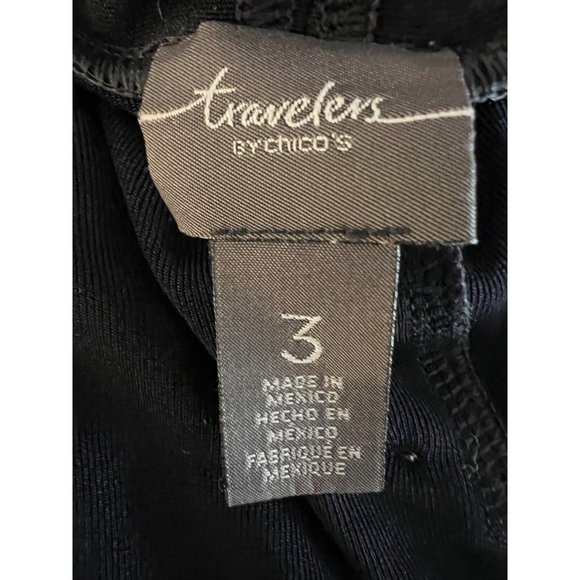 travelers
BY chico's
3
MADE IN
MEXICO
HECHO EN
MÉXICO
FABRIQUÉ EN
MEXIQUE